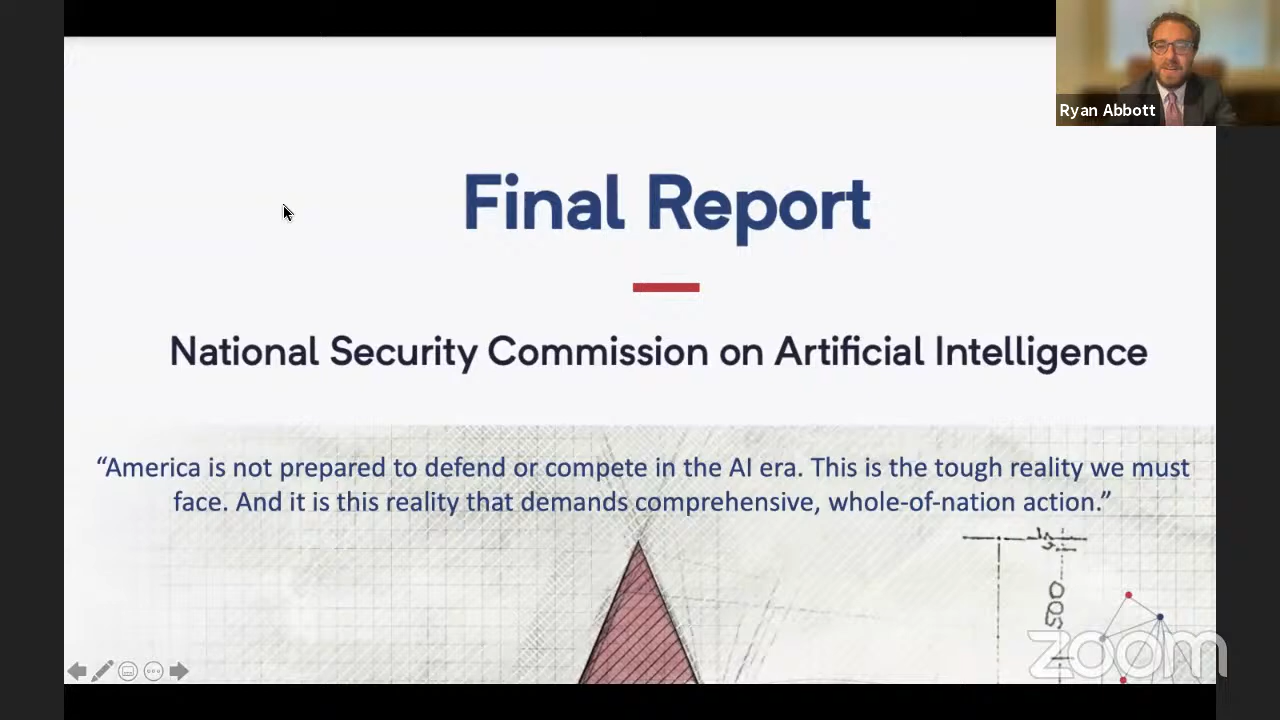 Ryan Abbott
Final Report
National Security Commission on Artificial Intelligence
“America is not prepared to defend or compete in the AI era. This is the tough reality we must
face. And it is this reality that demands comprehensive, whole-of-nation action.”
zoom